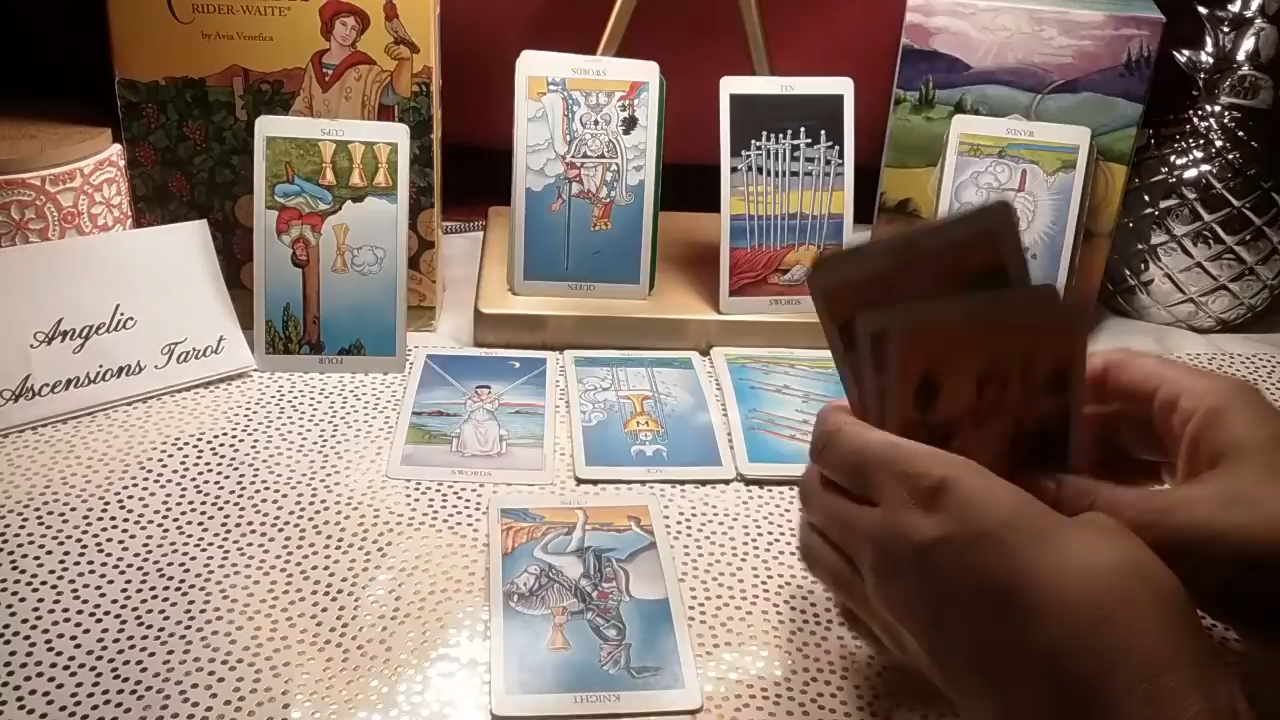 RIDER-WAITE®
by Avia Venefica
Angelic
Ascensions Tarot
CUPS
FOUR
SWORDS
QUEEN
TEN
SWORDS
WANDS
SWORDS
ACE
M
CUPS
KNIGHT